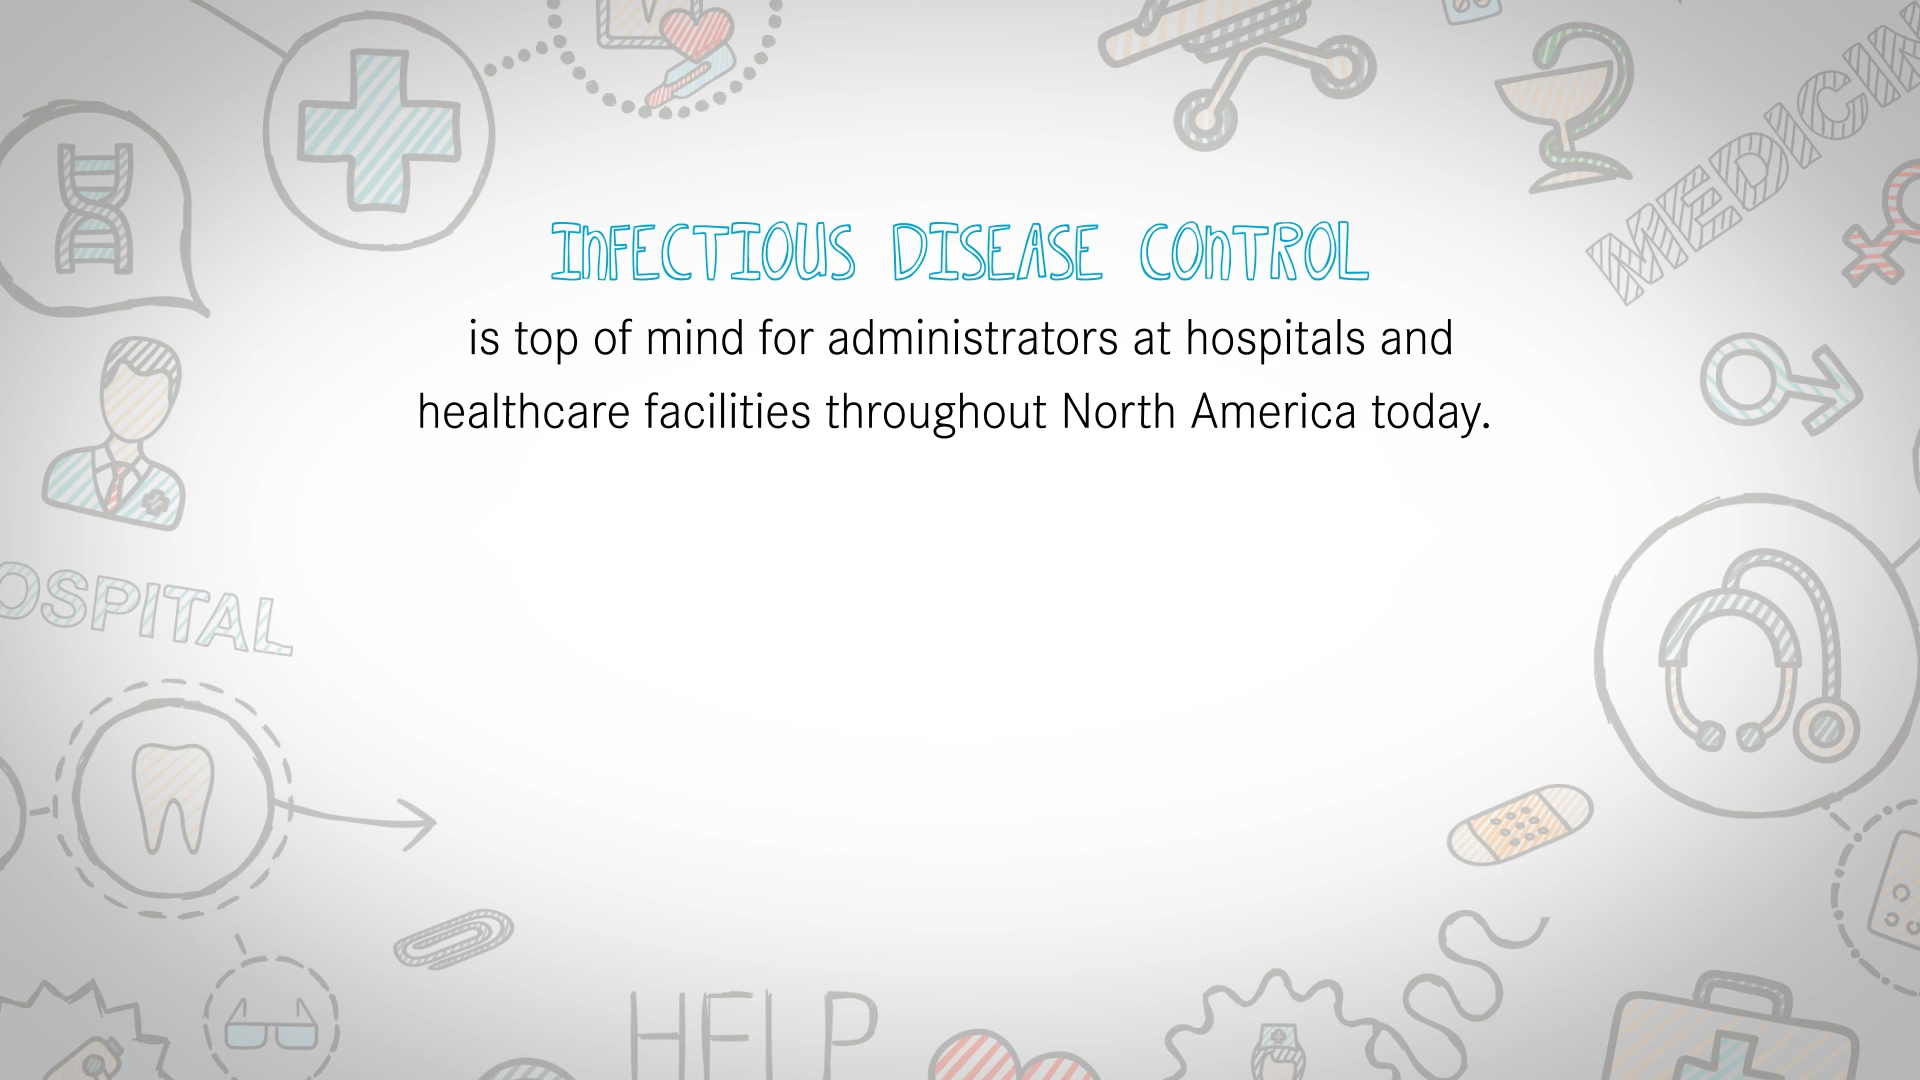 MEDICIN
INFECTIOUS DISEASE CONTROL
is top of mind for administrators at hospitals and
healthcare facilities throughout North America today.
OSPITAL
HELP